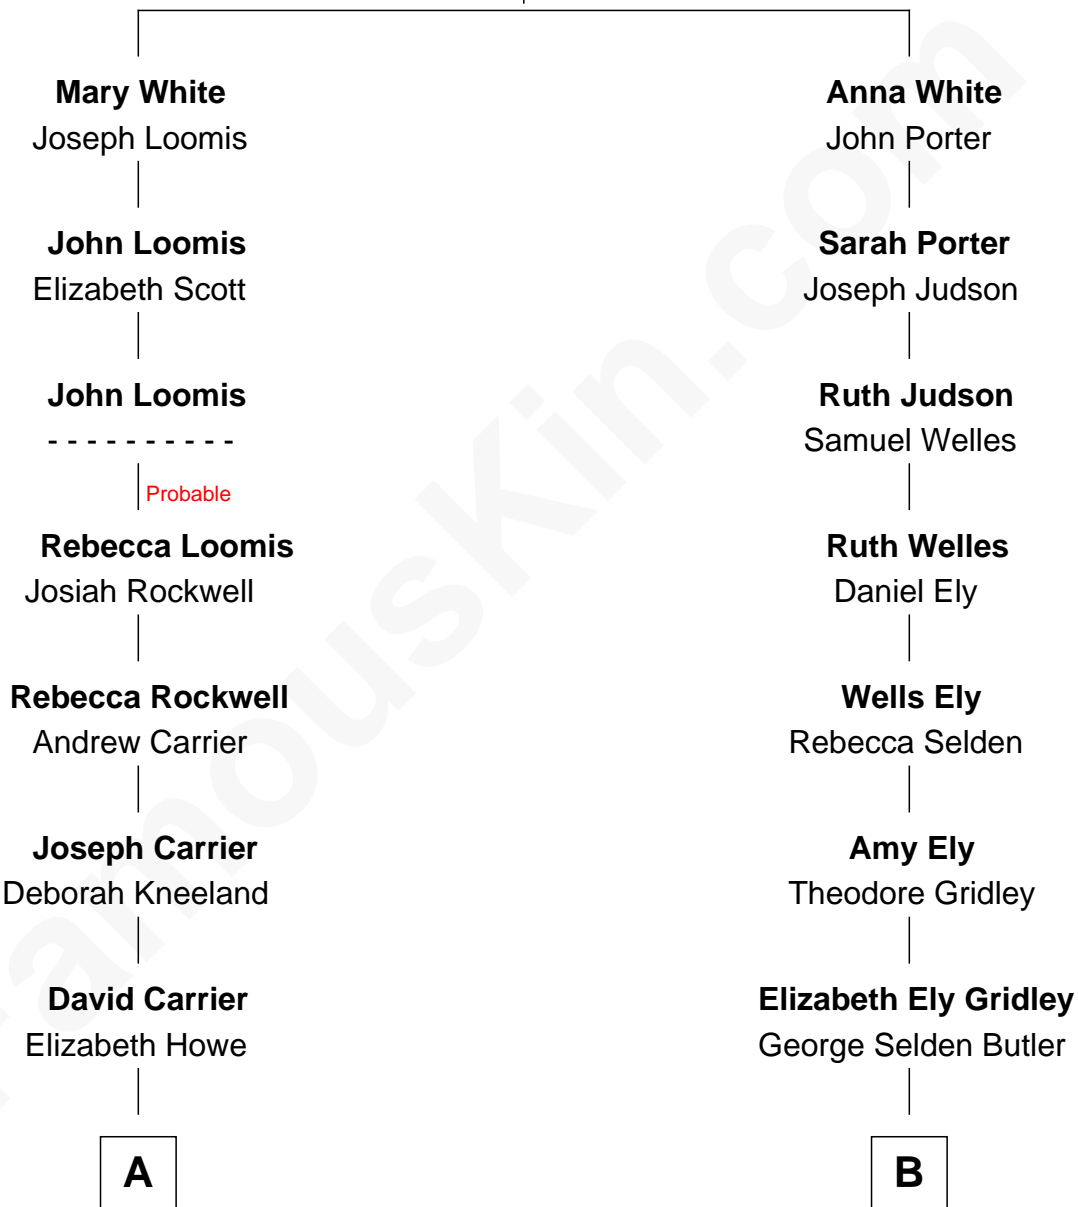 Mary White
Joseph Loomis
Anna White
John Porter
John Loomis
Elizabeth Scott
Sarah Porter
Joseph Judson
John Loomis
- - - - - - - - - -
Ruth Judson
Samuel Welles
Probable
Rebecca Loomis
Josiah Rockwell
Ruth Welles
Daniel Ely
Rebecca Rockwell
Andrew Carrier
Wells Ely
Rebecca Selden
Joseph Carrier
Deborah Kneeland
Amy Ely
Theodore Gridley
David Carrier
Elizabeth Howe
Elizabeth Ely Gridley
George Selden Butler
A
B
FamousKin.com